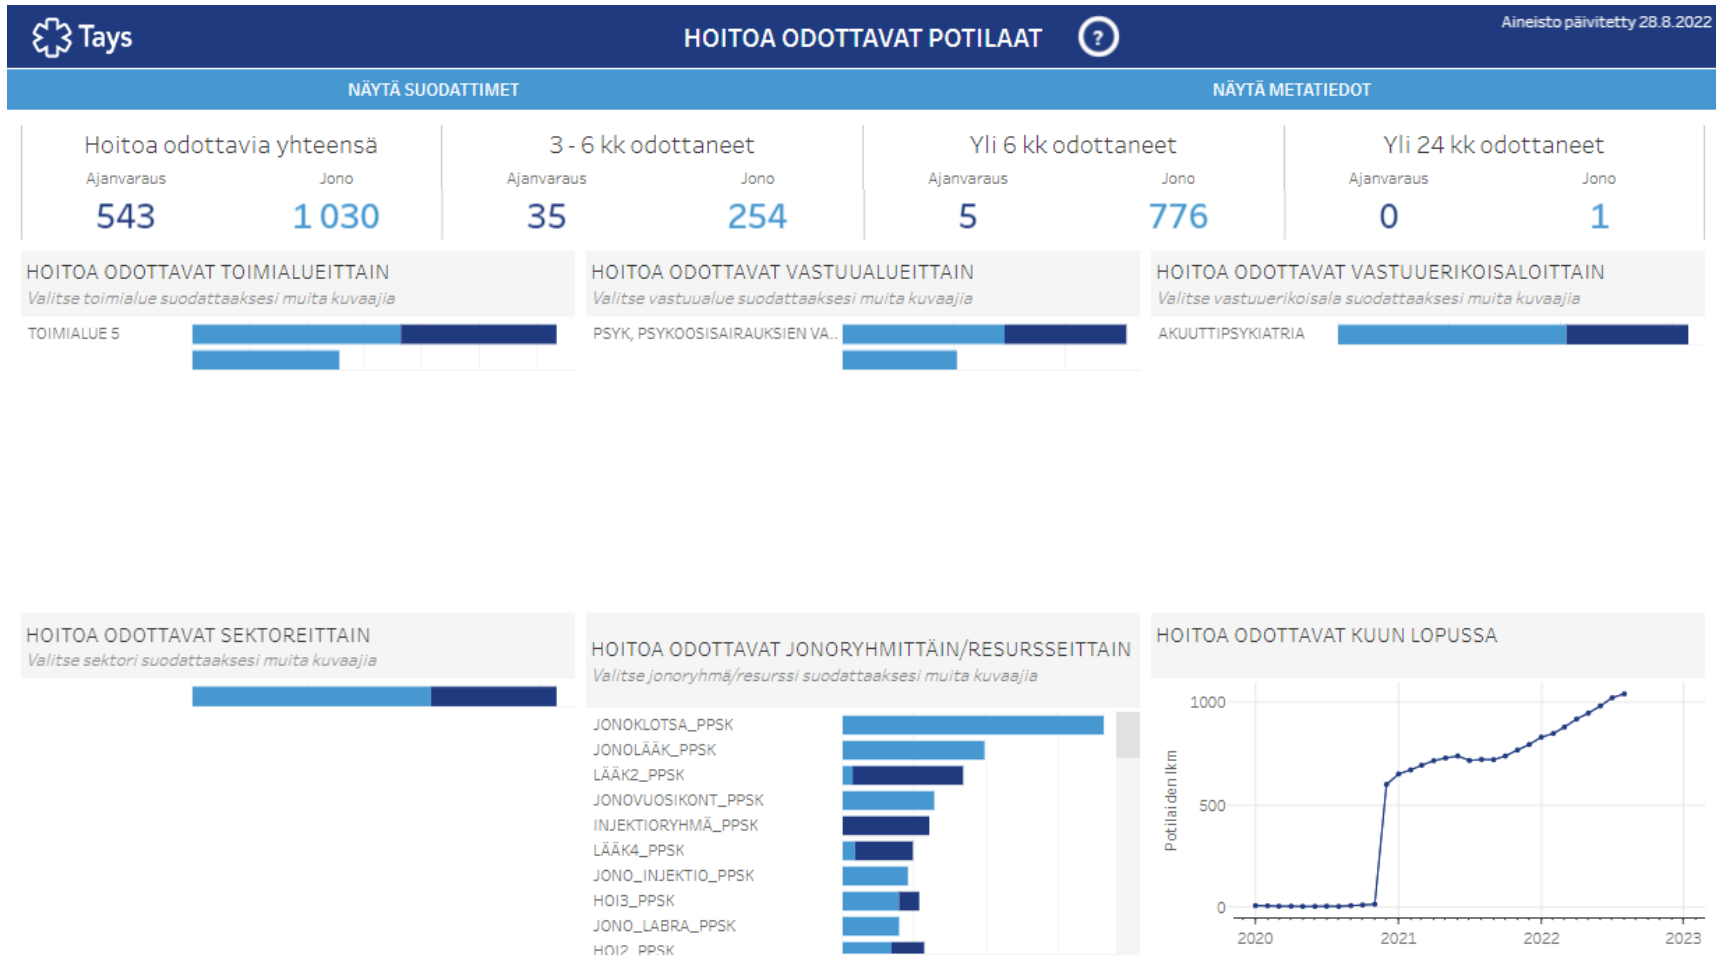 Tays
HOITOA ODOTTAVAT POTILAAT ?
Aineisto päivitetty 28.8.2022
NÄYTÄ SUODATTIMET
NÄYTÄ METATIEDOT
Hoitoa odottavia yhteensä
Ajanvaraus Jono
543 1 030
3 - 6 kk odottaneet
Ajanvaraus Jono
35 254
Yli 6 kk odottaneet
Ajanvaraus Jono
5 776
Yli 24 kk odottaneet
Ajanvaraus Jono
0 1
HOITOA ODOTTAVAT TOIMIALUEITTAIN
Valitse toimialue suodattaaksesi muita kuvaajia
TOIMIALUE 5
HOITOA ODOTTAVAT VASTUUALUEITTAIN
Valitse vastuualue suodattaaksesi muita kuvaajia
PSYK, PSYKOOSISAIRAUKSIEN VA..
HOITOA ODOTTAVAT VASTUUERIKOISALOITTAIN
Valitse vastuuerikoisala suodattaaksesi muita kuvaajia
AKUUTTIPSYKIATRIA
HOITOA ODOTTAVAT SEKTOREITTAIN
Valitse sektori suodattaaksesi muita kuvaajia
HOITOA ODOTTAVAT JONORYHMITTÄIN/RESURSSEITTAIN
Valitse jonoryhmä/resurssi suodattaaksesi muita kuvaajia
JONOKLOTSA_PPSK
JONOLÄÄK_PPSK
LÄÄK2_PPSK
JONOVUOSIKONT_PPSK
INJEKTIORYHMÄ_PPSK
LÄÄK4_PPSK
JONO_INJEKTIO_PPSK
HOI3_PPSK
JONO_LABRA_PPSK
HOI2_PPSK
HOITOA ODOTTAVAT KUUN LOPUSSA
Potilaiden lkm
1000
500
0
2020 2021 2022 2023